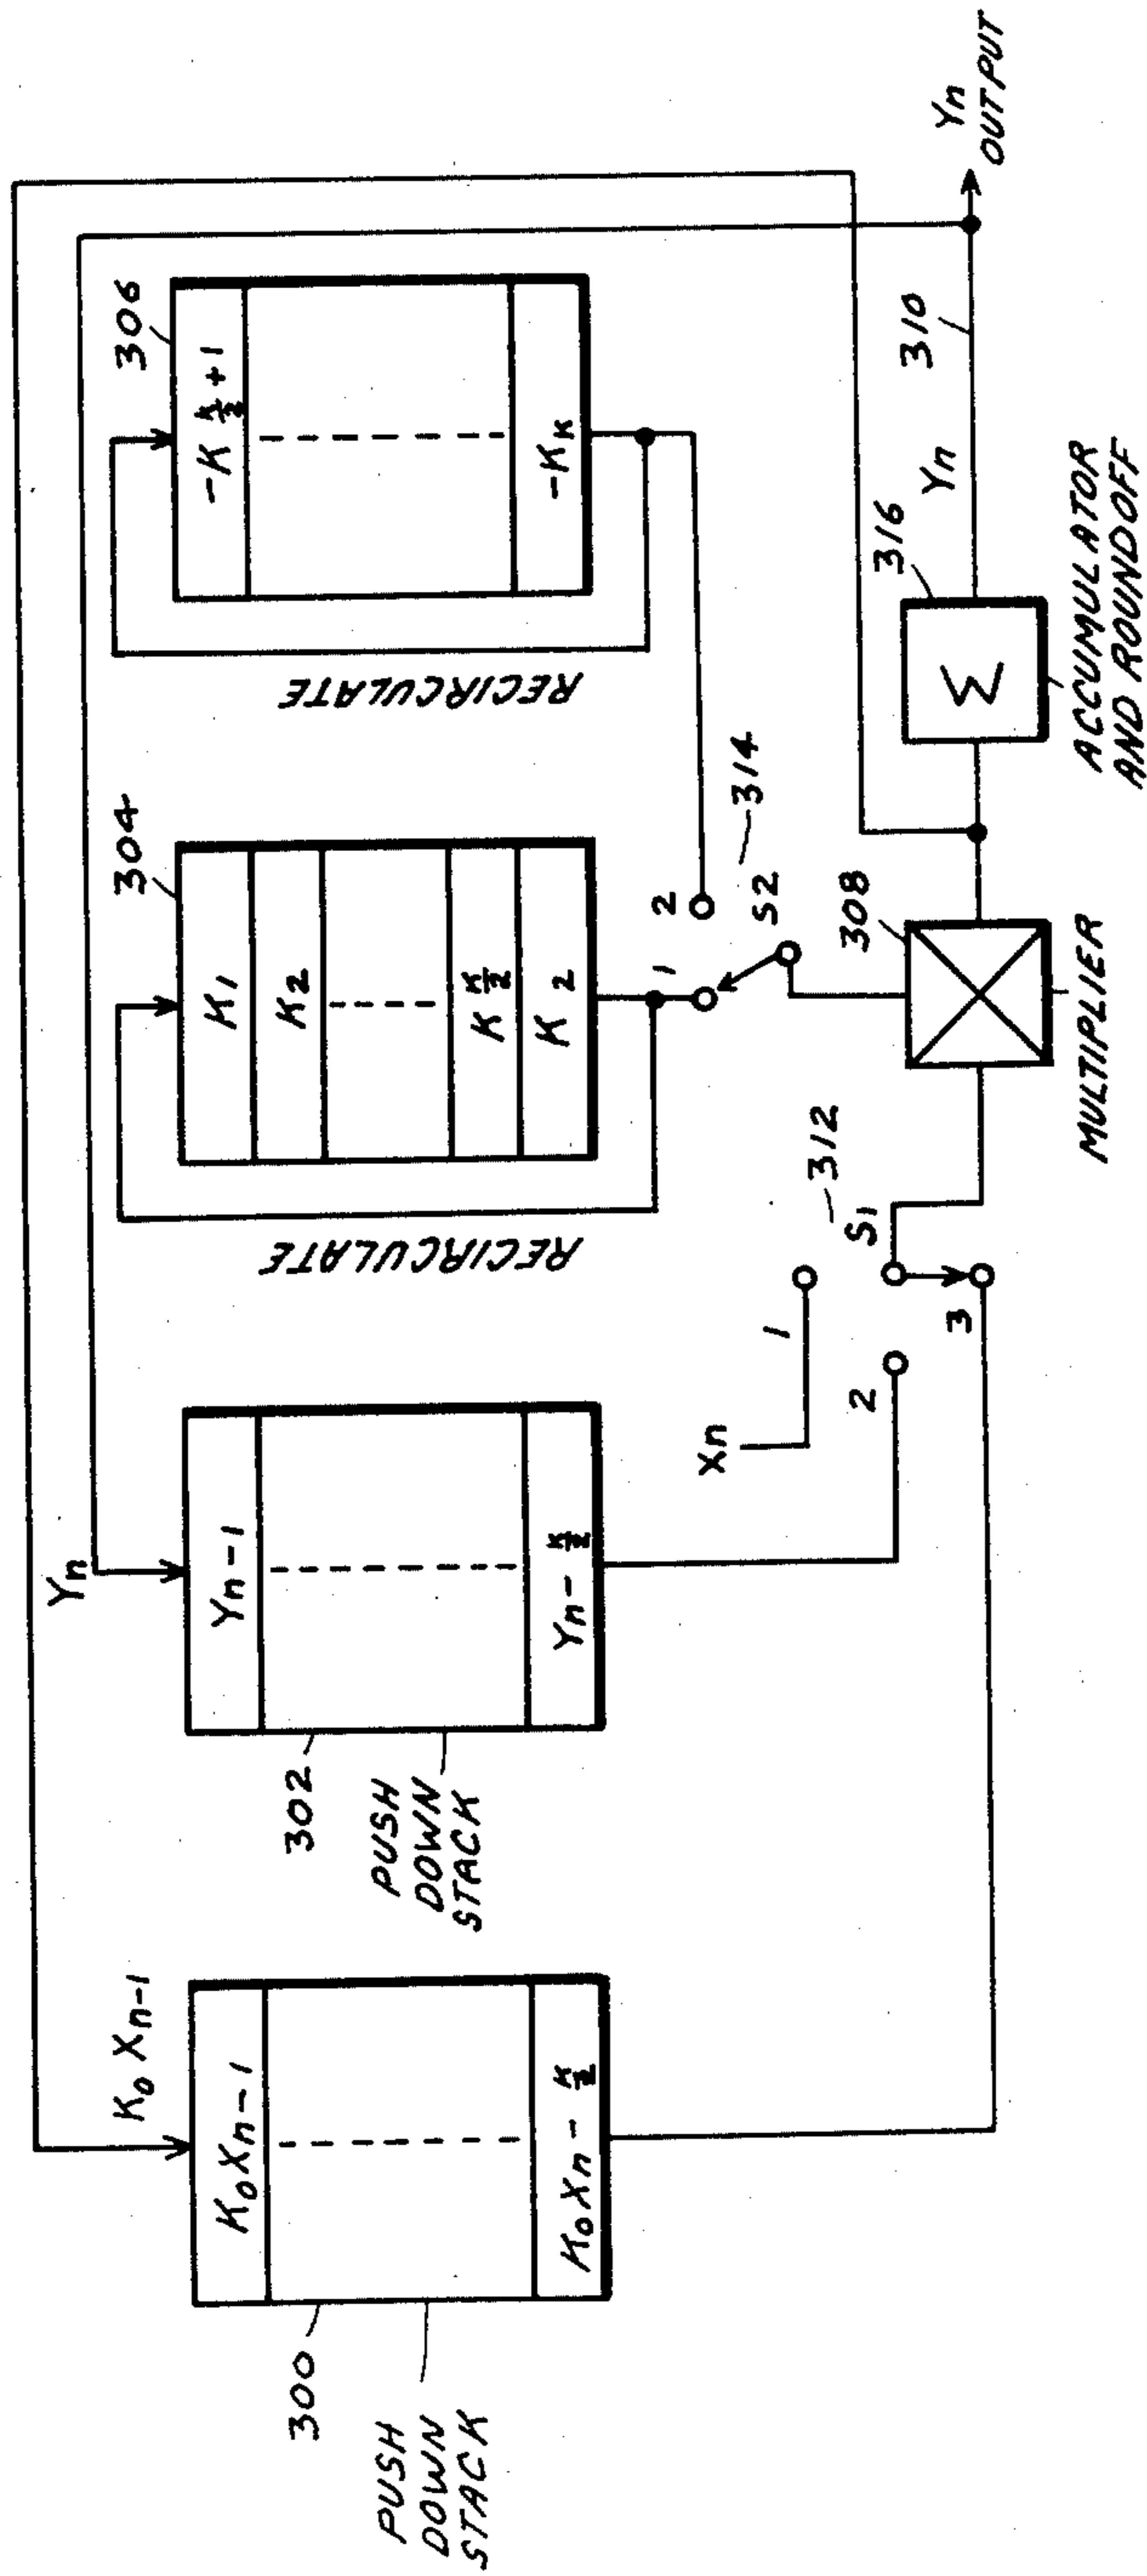 K₀ Xn-1
Yn
300
K₀Xn-1
K₀Xn- K/2
PUSH
DOWN
STACK
302
Yn-1
Yn- K/2
PUSH
DOWN
STACK
RECIRCULATE
304
K1
K2
K K/2
K 2
RECIRCULATE
306
-K K/2 +1
-KK
Xn
1
2
3
S1
312
1
2
S2
314
308
MULTIPLIER
316
Σ
ACCUMULATOR
AND ROUNDOFF
Yn
310
Yn
OUTPUT